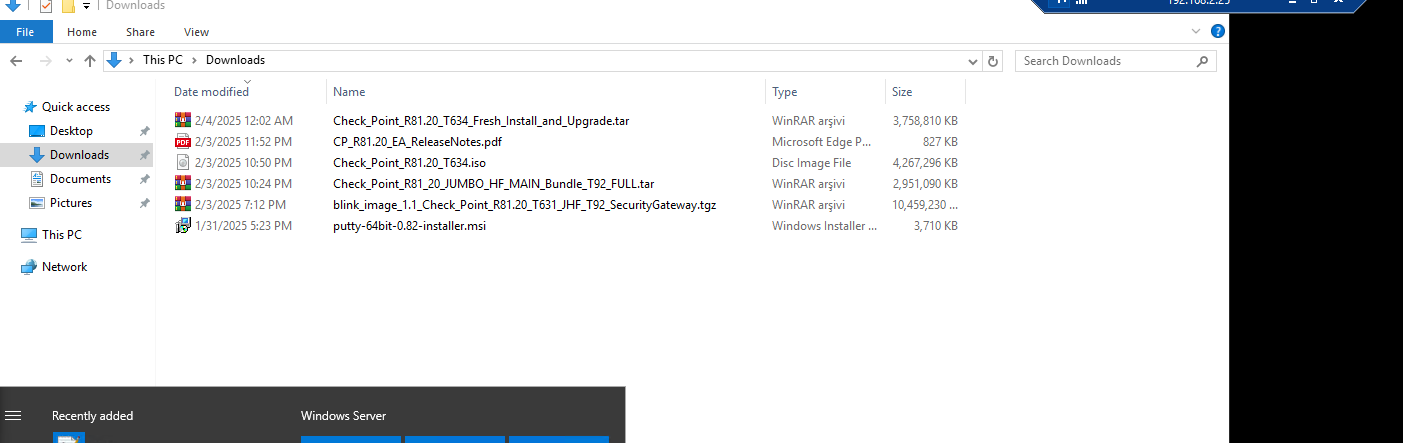 Downloads
192.168.2.25
File Home Share View
This PC Downloads
Search Downloads
Date modified Name Type Size
Quick access
Desktop
Downloads
Documents
Pictures
This PC
Network
2/4/2025 12:02 AM Check_Point_R81.20_T634_Fresh_Install_and_Upgrade.tar WinRAR arşivi 3,758,810 KB
2/3/2025 11:52 PM CP_R81.20_EA_ReleaseNotes.pdf Microsoft Edge P... 827 KB
2/3/2025 10:50 PM Check_Point_R81.20_T634.iso Disc Image File 4,267,296 KB
2/3/2025 10:24 PM Check_Point_R81_20_JUMBO_HF_MAIN_Bundle_T92_FULL.tar WinRAR arşivi 2,951,090 KB
2/3/2025 7:12 PM blink_image_1.1_Check_Point_R81.20_T631_JHF_T92_SecurityGateway.tgz WinRAR arşivi 10,459,230 ...
1/31/2025 5:23 PM putty-64bit-0.82-installer.msi Windows Installer ... 3,710 KB
Recently added Windows Server